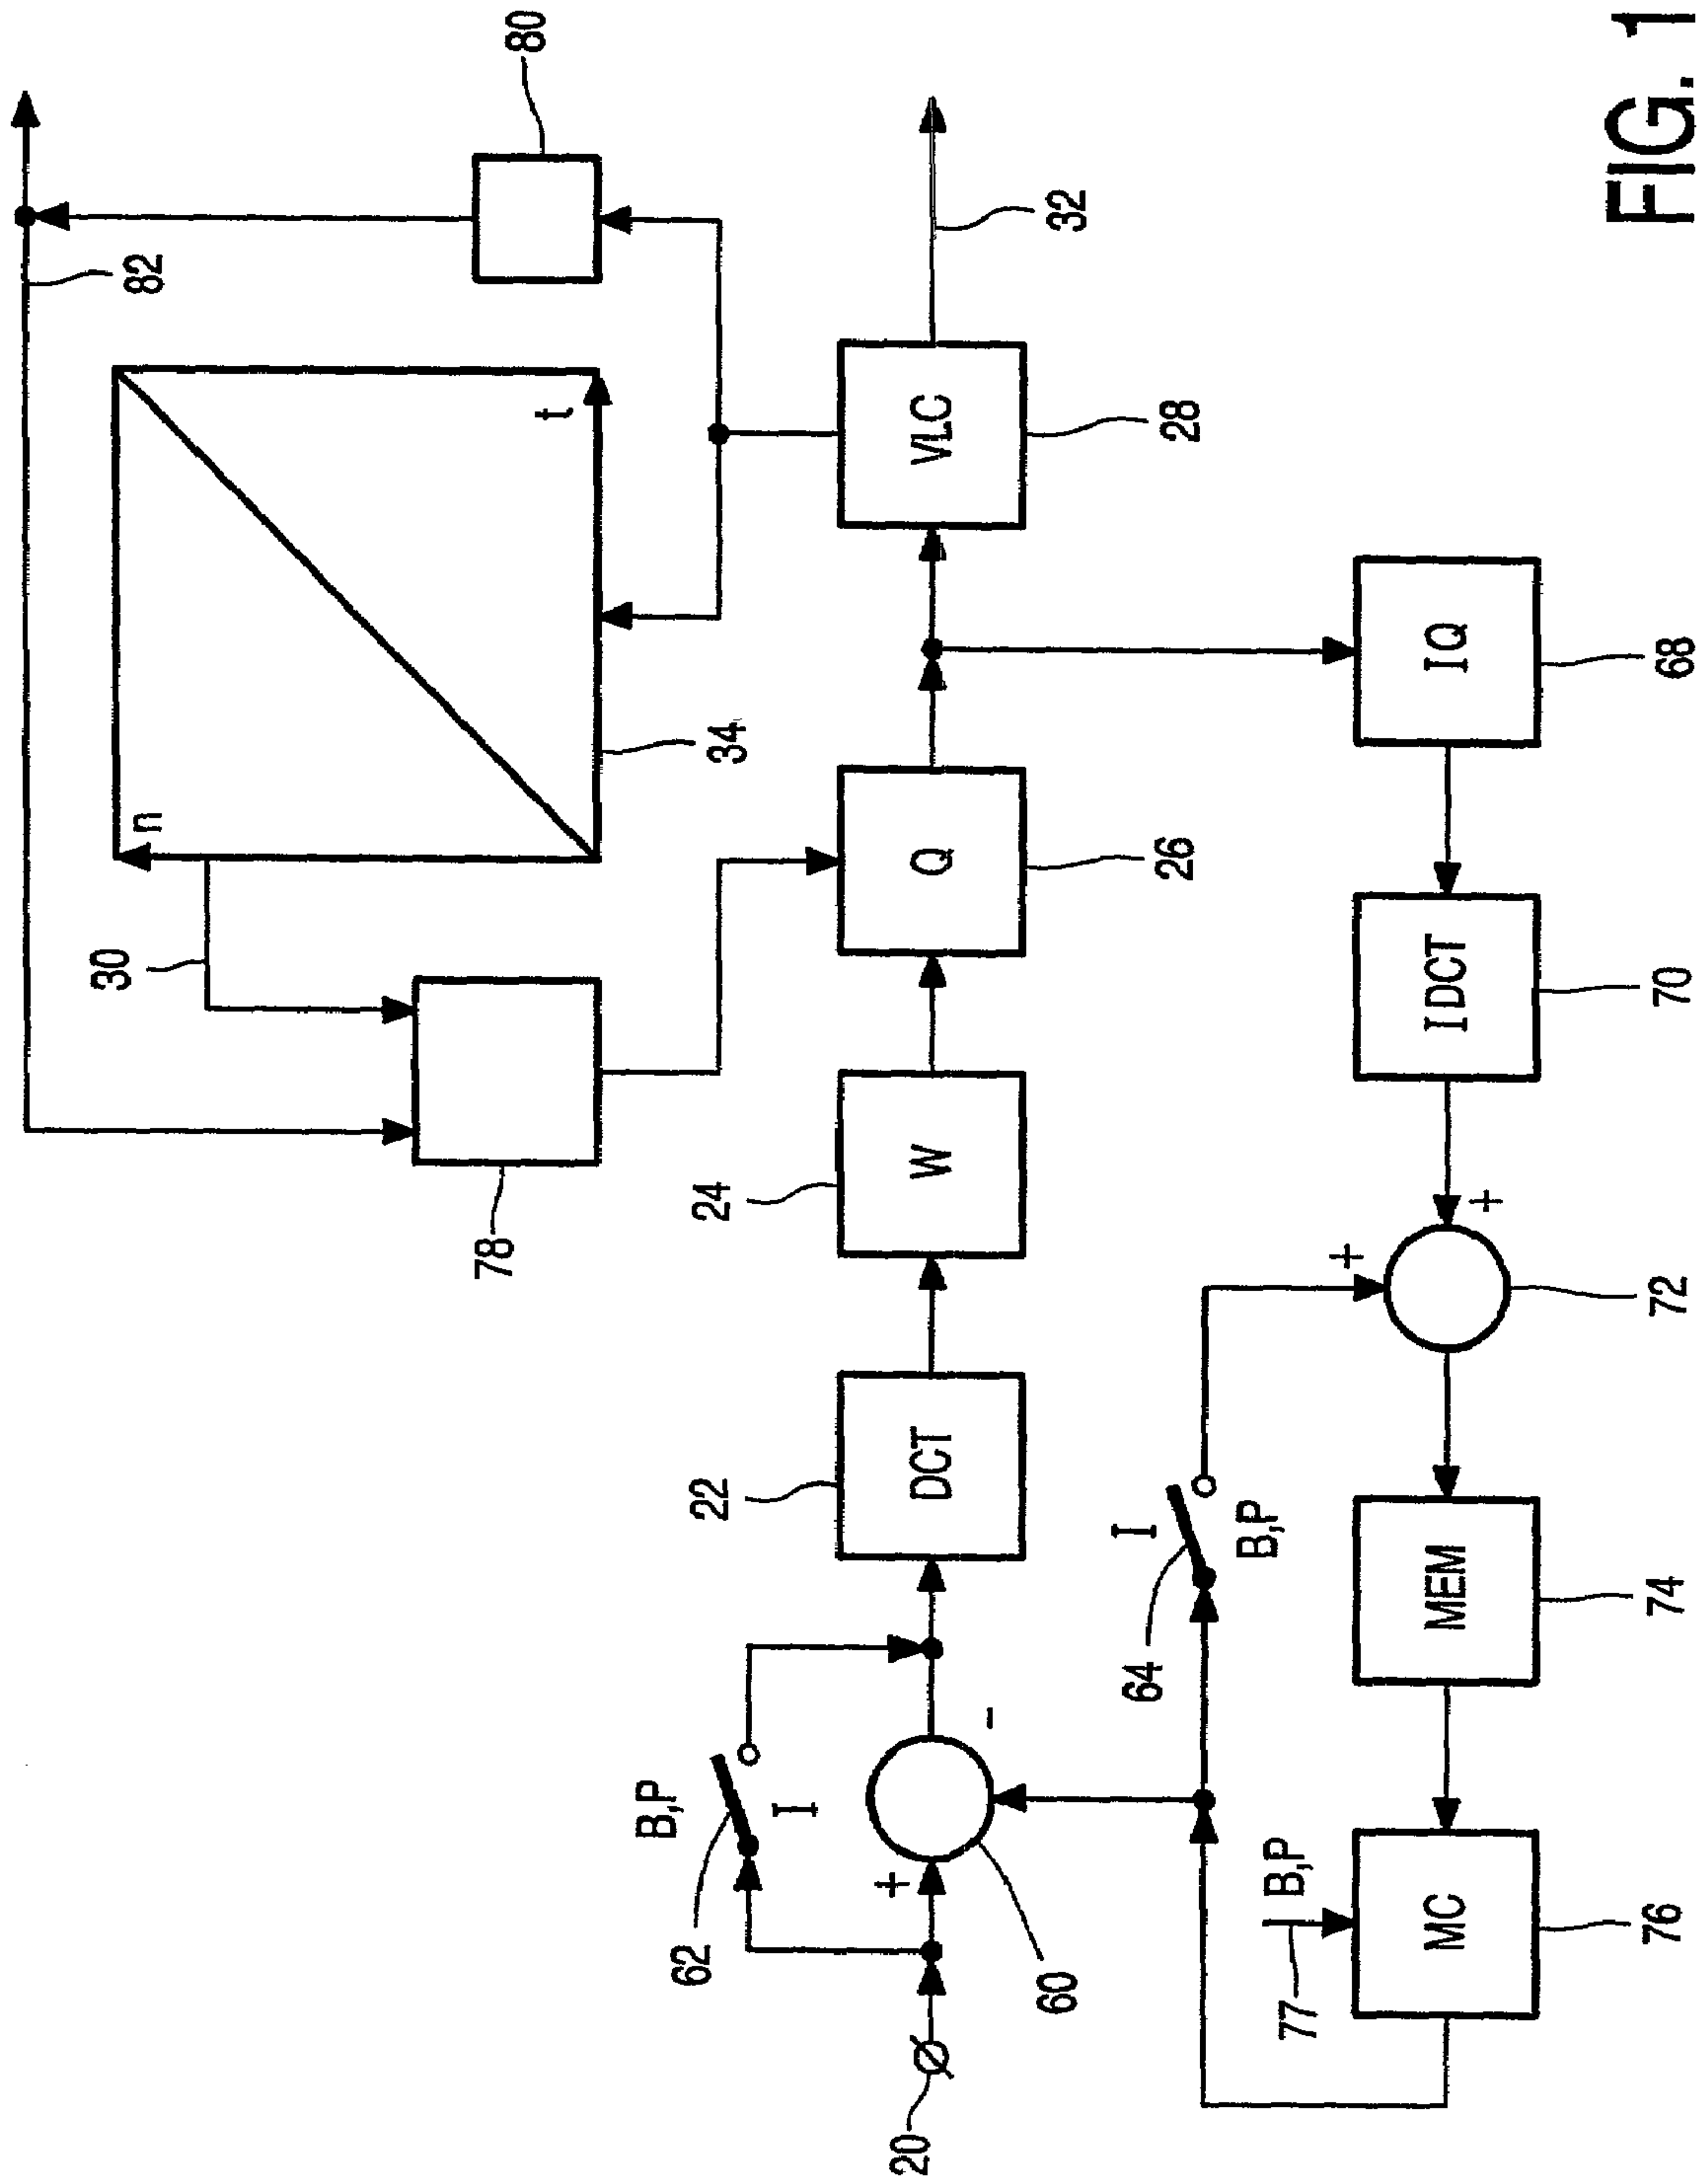 82
80
n
t
30
34
78
32
B,P
62
I
22
24
+
-
DCT
W
Q
VLC
20
60
26
28
I
64
B,P
77
B,P
+
+
MC
MEM
IDCT
IQ
76
74
72
70
68
FIG. 1